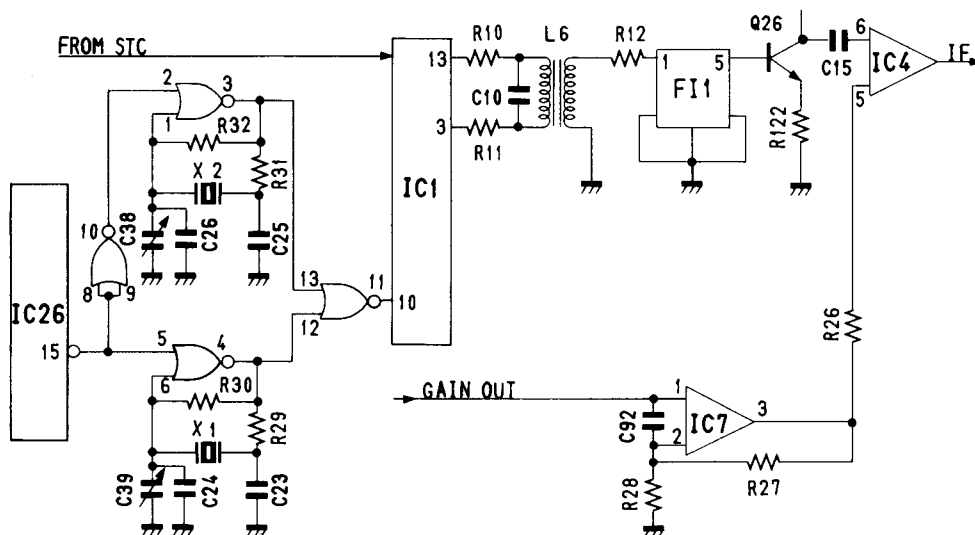 FROM STC
IC1
13
3
10
R10
R11
C10
L6
R12
1
5
FI1
Q26
R122
C15
6
5
IC4
IF
2
3
1
R32
R31
X2
C38
C26
C25
10
8
9
IC26
15
13
12
11
5
4
6
R30
R29
X1
C39
C24
C23
GAIN OUT
C92
1
2
IC7
3
R26
R27
R28